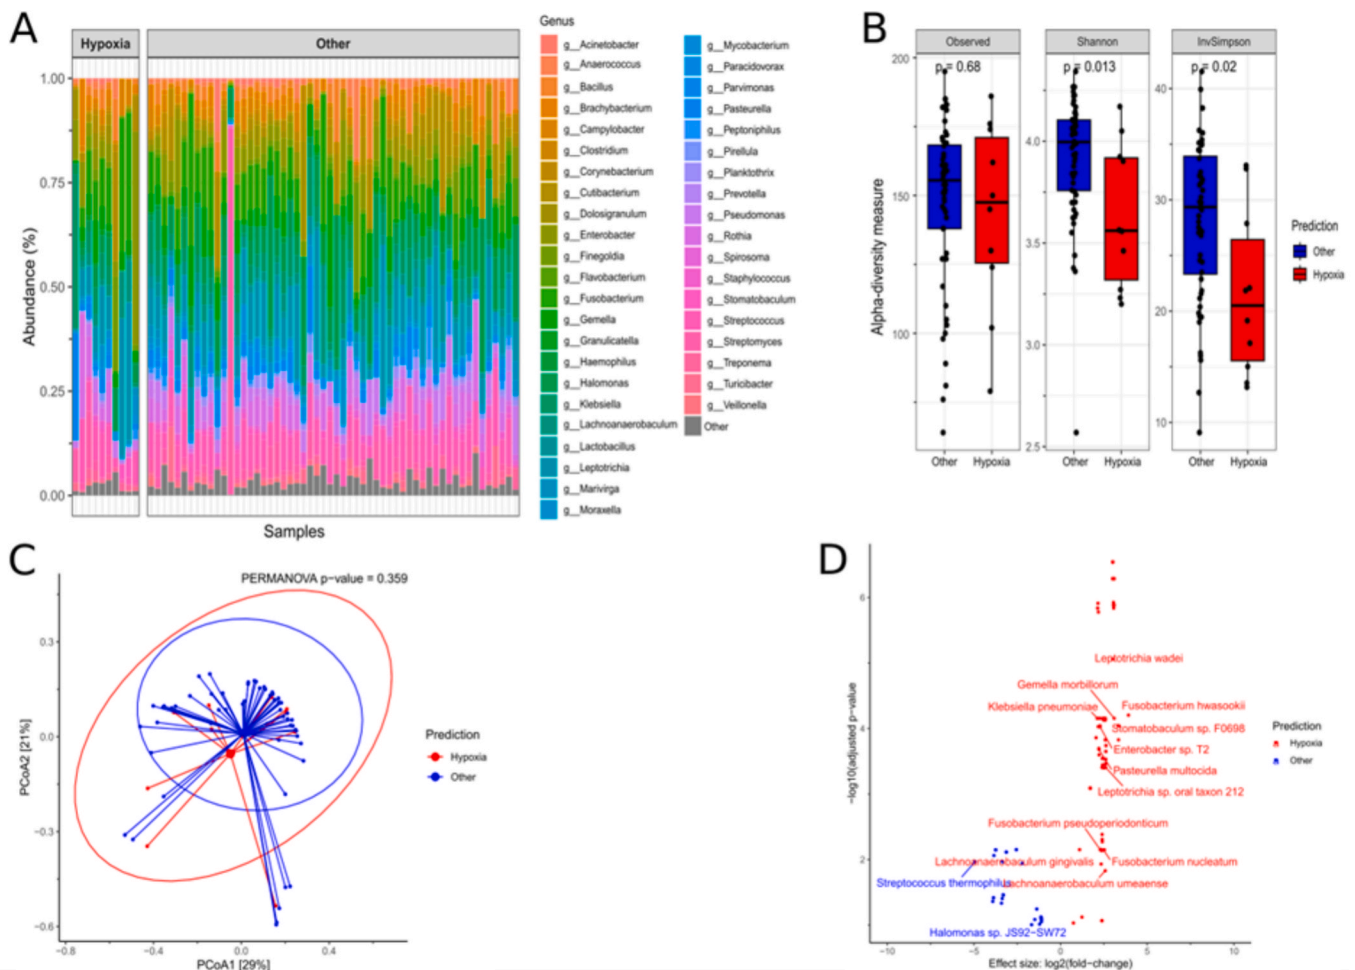 A
Hypoxia
Other
1.00
0.75
0.50
0.25
0.00
Abundance (%)
Samples
Genus
g__Acinetobacter
g__Anaerococcus
g__Bacillus
g__Brachybacterium
g__Campylobacter
g__Clostridium
g__Corynebacterium
g__Cutibacterium
g__Dolosigranulum
g__Enterobacter
g__Finegoldia
g__Flavobacterium
g__Fusobacterium
g__Gemella
g__Granulicatella
g__Haemophilus
g__Halomonas
g__Klebsiella
g__Lachnoanaerobaculum
g__Lactobacillus
g__Leptotrichia
g__Marivirga
g__Moraxella
g__Mycobacterium
g__Paracidovorax
g__Parvimonas
g__Pasteurella
g__Peptoniphilus
g__Pirellula
g__Planktothrix
g__Prevotella
g__Pseudomonas
g__Rothia
g__Spirosoma
g__Staphylococcus
g__Stomatobaculum
g__Streptococcus
g__Streptomyces
g__Treponema
g__Turiobacter
g__Veillonella
Other
B
Observed
Shannon
InvSimpson
p = 0.68
p = 0.013
p = 0.02
200
150
100
4.0
3.5
3.0
2.5
40
30
20
10
Alpha-diversity measure
Other
Hypoxia
Other
Hypoxia
Other
Hypoxia
Prediction
Other
Hypoxia
C
PERMANOVA p−value = 0.359
0.3
0.0
−0.3
−0.6
−0.8
−0.4
0.0
0.4
PCoA2 [21%]
PCoA1 [29%]
Prediction
Hypoxia
Other
D
6
4
2
−log10(adjusted p-value)
Leptotrichia wadei
Gemella morbillorum
Klebsiella pneumoniae
Fusobacterium hwasookii
Stomatobaculum sp. F0698
Enterobacter sp. T2
Pasteurella multocida
Leptotrichia sp. oral taxon 212
Fusobacterium pseudoperiodonticum
Lachnoanaerobaculum gingivalis
Fusobacterium nucleatum
Streptococcus thermophilus
Lachnoanaerobaculum umeaense
Halomonas sp. JS92−SW72
−10
−5
0
5
10
Effect size: log2(fold−change)
Prediction
Hypoxia
Other